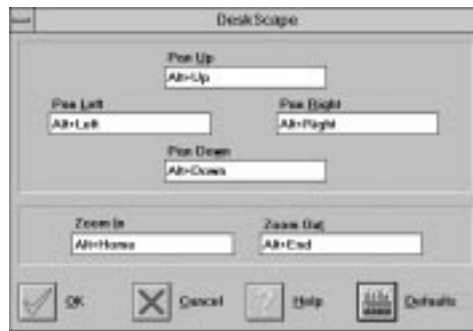 DeskScape
Pan Up
Alt+Up
Pan Left
Alt+Left
Pan Right
Alt+Right
Pan Down
Alt+Down
Zoom In
Alt+Home
Zoom Out
Alt+End
OK
Cancel
Help
Defaults